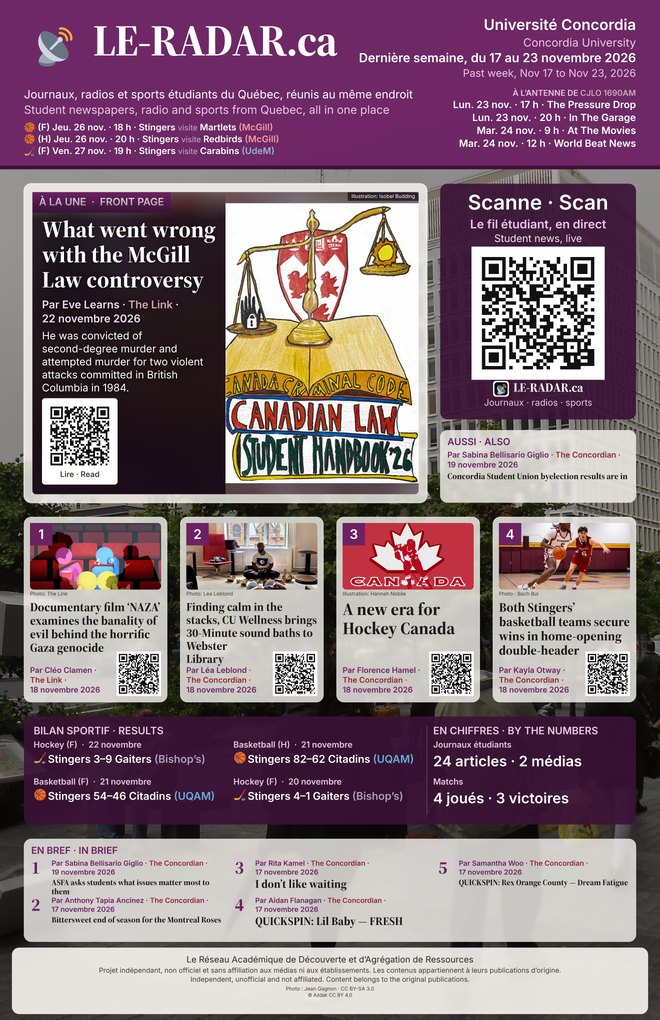 LE-RADAR.ca
Journaux, radios et sports étudiants du Québec, réunis au même endroit
Student newspapers, radio and sports from Quebec, all in one place
(F) Jeu. 26 nov. · 18 h · Stingers visite Martlets (McGill)
(H) Jeu. 26 nov. · 20 h · Stingers visite Redbirds (McGill)
(F) Ven. 27 nov. · 19 h · Stingers visite Carabins (UdeM)
Université Concordia
Concordia University
Dernière semaine, du 17 au 23 novembre 2026
Past week, Nov 17 to Nov 23, 2026
À L'ANTENNE DE CJLO 1690AM
Lun. 23 nov. · 17 h · The Pressure Drop
Lun. 23 nov. · 20 h · In The Garage
Mar. 24 nov. · 9 h · At The Movies
Mar. 24 nov. · 12 h · World Beat News
À LA UNE · FRONT PAGE
What went wrong
with the McGill
Law controversy
Par Eve Learns · The Link ·
22 novembre 2026
He was convicted of
second-degree murder and
attempted murder for two violent
attacks committed in British
Columbia in 1984.
Lire · Read
Illustration: Isobel Budding
CANADA CRIMINAL CODE
CANADIAN LAW
STUDENT HANDBOOK '26
Scanne · Scan
Le fil étudiant, en direct
Student news, live
LE-RADAR.ca
Journaux · radios · sports
AUSSI · ALSO
Par Sabina Bellisario Giglio · The Concordian ·
19 novembre 2026
Concordia Student Union byelection results are in
1
Photo: The Link
Documentary film ‘NAZA’
examines the banality of
evil behind the horrific
Gaza genocide
Par Cléo Clamen ·
The Link ·
18 novembre 2026
2
Photo: Léa Leblond
Finding calm in the
stacks, CU Wellness brings
30-Minute sound baths to
Webster
Library
Par Léa Leblond ·
The Concordian ·
18 novembre 2026
3
CANADA
Illustration: Hannah Nobile
A new era for
Hockey Canada
Par Florence Hamel ·
The Concordian ·
18 novembre 2026
4
Photo : Bach Bui
Both Stingers’
basketball teams secure
wins in home-opening
double-header
Par Kayla Otway ·
The Concordian ·
18 novembre 2026
BILAN SPORTIF · RESULTS
Hockey (F) · 22 novembre
Stingers 3–9 Gaiters (Bishop’s)
Basketball (H) · 21 novembre
Stingers 82–62 Citadins (UQAM)
Basketball (F) · 21 novembre
Stingers 54–46 Citadins (UQAM)
Hockey (F) · 20 novembre
Stingers 4–1 Gaiters (Bishop’s)
EN CHIFFRES · BY THE NUMBERS
Journaux étudiants
24 articles · 2 médias
Matchs
4 joués · 3 victoires
EN BREF · IN BRIEF
1
Par Sabina Bellisario Giglio · The Concordian ·
19 novembre 2026
ASFA asks students what issues matter most to
them
2
Par Anthony Tapia Ancinez · The Concordian ·
17 novembre 2026
Bittersweet end of season for the Montreal Roses
3
Par Rita Kamel · The Concordian ·
17 novembre 2026
I don't like waiting
4
Par Aidan Flanagan · The Concordian ·
17 novembre 2026
QUICKSPIN: Lil Baby — FRESH
5
Par Samantha Woo · The Concordian ·
17 novembre 2026
QUICKSPIN: Rex Orange County — Dream Fatigue
Le Réseau Académique de Découverte et d’Agrégation de Ressources
Projet indépendant, non officiel et sans affiliation aux médias ni aux établissements. Les contenus appartiennent à leurs publications d’origine.
Independent, unofficial and not affiliated. Content belongs to the original publications.
Photo : Jean Gagnon · CC BY-SA 3.0
© Azdak CC BY 4.0